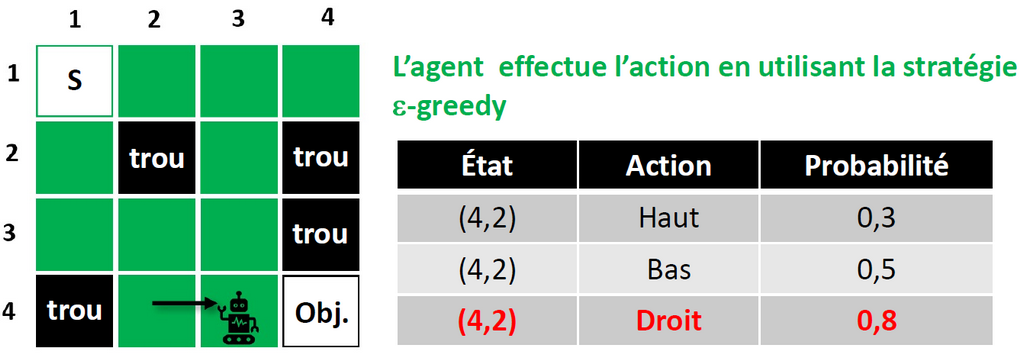 1 2 3 4
1 S
2 trou trou
3 trou
4 trou Obj.
L'agent effectue l'action en utilisant la stratégie
ε-greedy
État Action Probabilité
(4,2) Haut 0,3
(4,2) Bas 0,5
(4,2) Droit 0,8